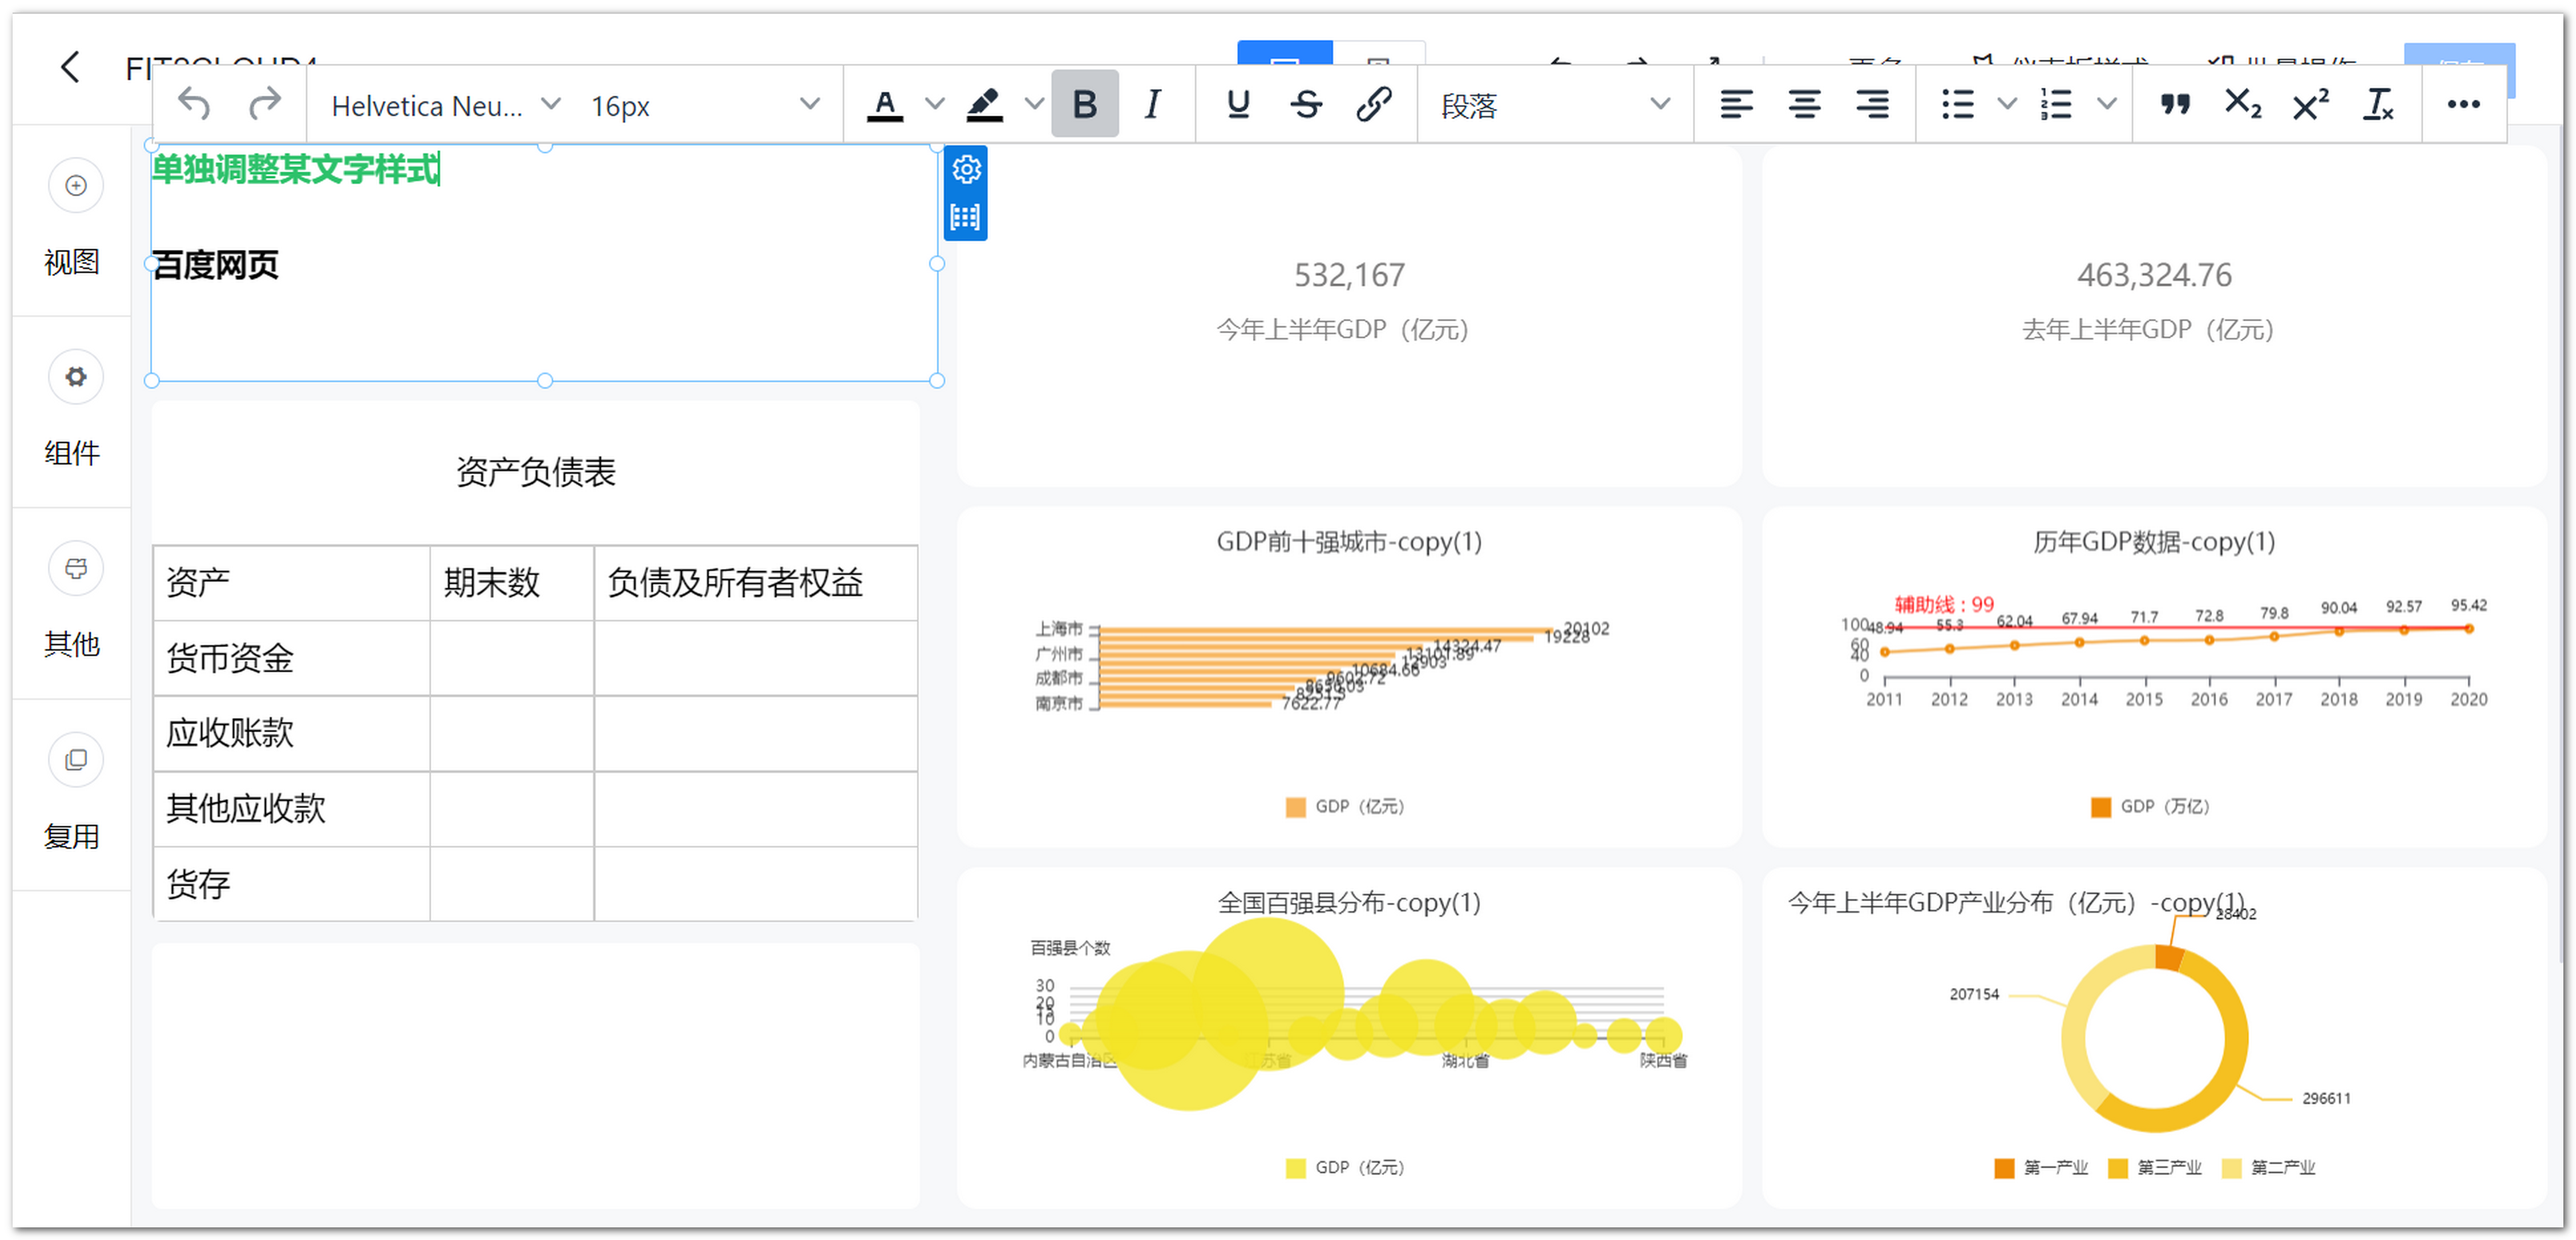 FIT2CLOUD4
Helvetica Neu...
16px
A
B
I
U
S
段落
X2
X2
视图
组件
其他
复用
单独调整某文字样式
百度网页
532,167
今年上半年GDP（亿元）
463,324.76
去年上半年GDP（亿元）
资产负债表
资产 期末数 负债及所有者权益
货币资金
应收账款
其他应收款
货存
GDP前十强城市-copy(1)
上海市
广州市
成都市
南京市
20102
19228
14324.47
13101.89
12903
10684.66
9602.72
7622.77
GDP（亿元）
历年GDP数据-copy(1)
辅助线 : 99
48.94 55.3 62.04 67.94 71.7 72.8 79.8 90.04 92.57 95.42
100
60
40
0
2011 2012 2013 2014 2015 2016 2017 2018 2019 2020
GDP（万亿）
全国百强县分布-copy(1)
百强县个数
30
20
15
10
0
内蒙古自治区 江苏省 湖北省 陕西省
GDP（亿元）
今年上半年GDP产业分布（亿元）-copy(1)
28402
207154
296611
第一产业 第三产业 第二产业